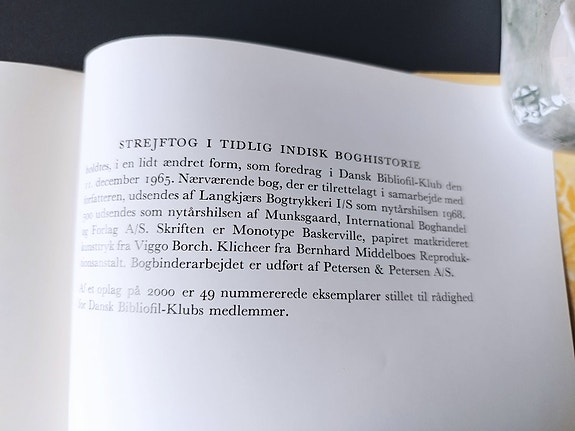 STREJFTOG I TIDLIG INDISK BOGHISTORIE
holdtes, i en lidt ændret form, som foredrag i Dansk Bibliofil-Klub den
december 1965. Nærværende bog, der er tilrettelagt i samarbejde med
forfatteren, udsendes af Langkjærs Bogtrykkeri I/S som nytårshilsen 1968.
udsendes som nytårshilsen af Munksgaard, International Boghandel
og Forlag A/S. Skriften er Monotype Baskerville, papiret matkrideret
kunsttryk fra Viggo Borch. Klicheer fra Bernhard Middelboes Reproduk-
tionsanstalt. Bogbinderarbejdet er udført af Petersen & Petersen A/S.
Af et oplag på 2000 er 49 nummererede eksemplarer stillet til rådighed
for Dansk Bibliofil-Klubs medlemmer.